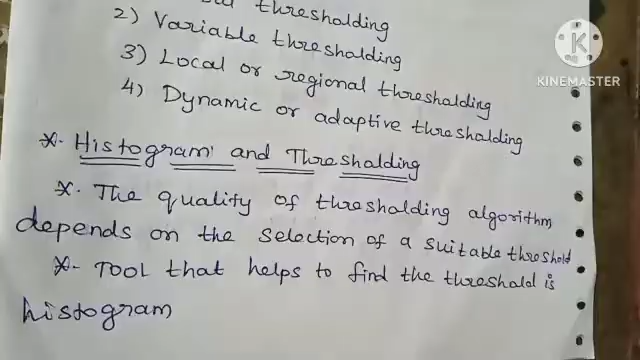 thresholding
2) Variable thresholding
3) Local or regional thresholding
4) Dynamic or adaptive thresholding
*. Histogram and Thresholding
*. The quality of thresholding algorithm
depends on the selection of a suitable threshold
*. Tool that helps to find the threshold is
histogram
K
KINEMASTER